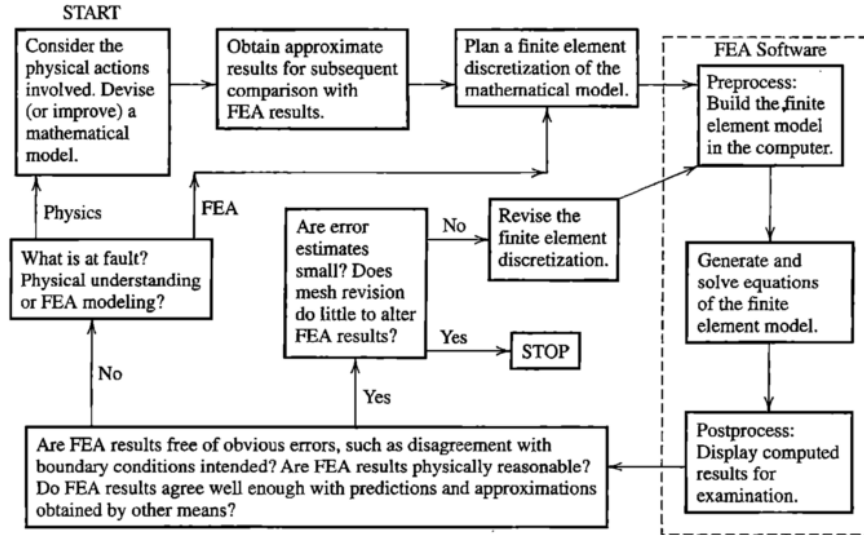 START
Consider the
physical actions
involved. Devise
(or improve) a
mathematical
model.
Obtain approximate
results for subsequent
comparison with
FEA results.
Plan a finite element
discretization of the
mathematical model.
FEA Software
Preprocess:
Build the finite
element model
in the computer.
Physics
FEA
What is at fault?
Physical understanding
or FEA modeling?
Are error
estimates
small? Does
mesh revision
do little to alter
FEA results?
No
Revise the
finite element
discretization.
Yes
STOP
Generate and
solve equations
of the finite
element model.
No
Yes
Are FEA results free of obvious errors, such as disagreement with
boundary conditions intended? Are FEA results physically reasonable?
Do FEA results agree well enough with predictions and approximations
obtained by other means?
Postprocess:
Display computed
results for
examination.